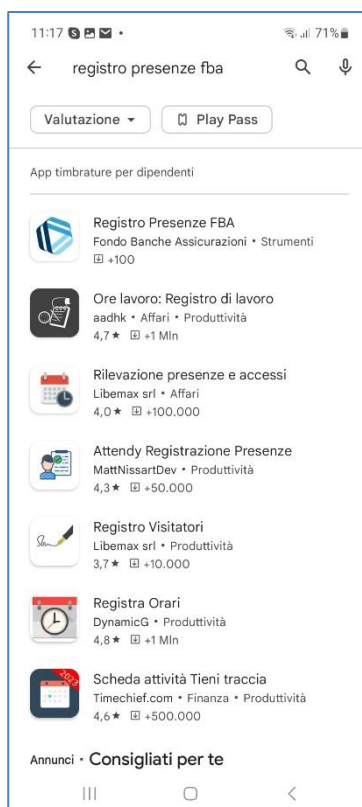 11:17
71%
registro presenze fba
Valutazione
Play Pass
App timbrature per dipendenti
Registro Presenze FBA
Fondo Banche Assicurazioni • Strumenti
+100
Ore lavoro: Registro di lavoro
aadhk • Affari • Produttività
4,7★ +1 Mln
Rilevazione presenze e accessi
Libemax srl • Affari
4,0★ +100.000
Attendy Registrazione Presenze
MattNissartDev • Produttività
4,3★ +50.000
Registro Visitatori
Libemax srl • Produttività
3,7★ +10.000
Registra Orari
DynamicG • Produttività
4,8★ +1 Mln
2023
Scheda attività Tieni traccia
Timechief.com • Finanza • Produttività
4,6★ +500.000
Annunci • Consigliati per te